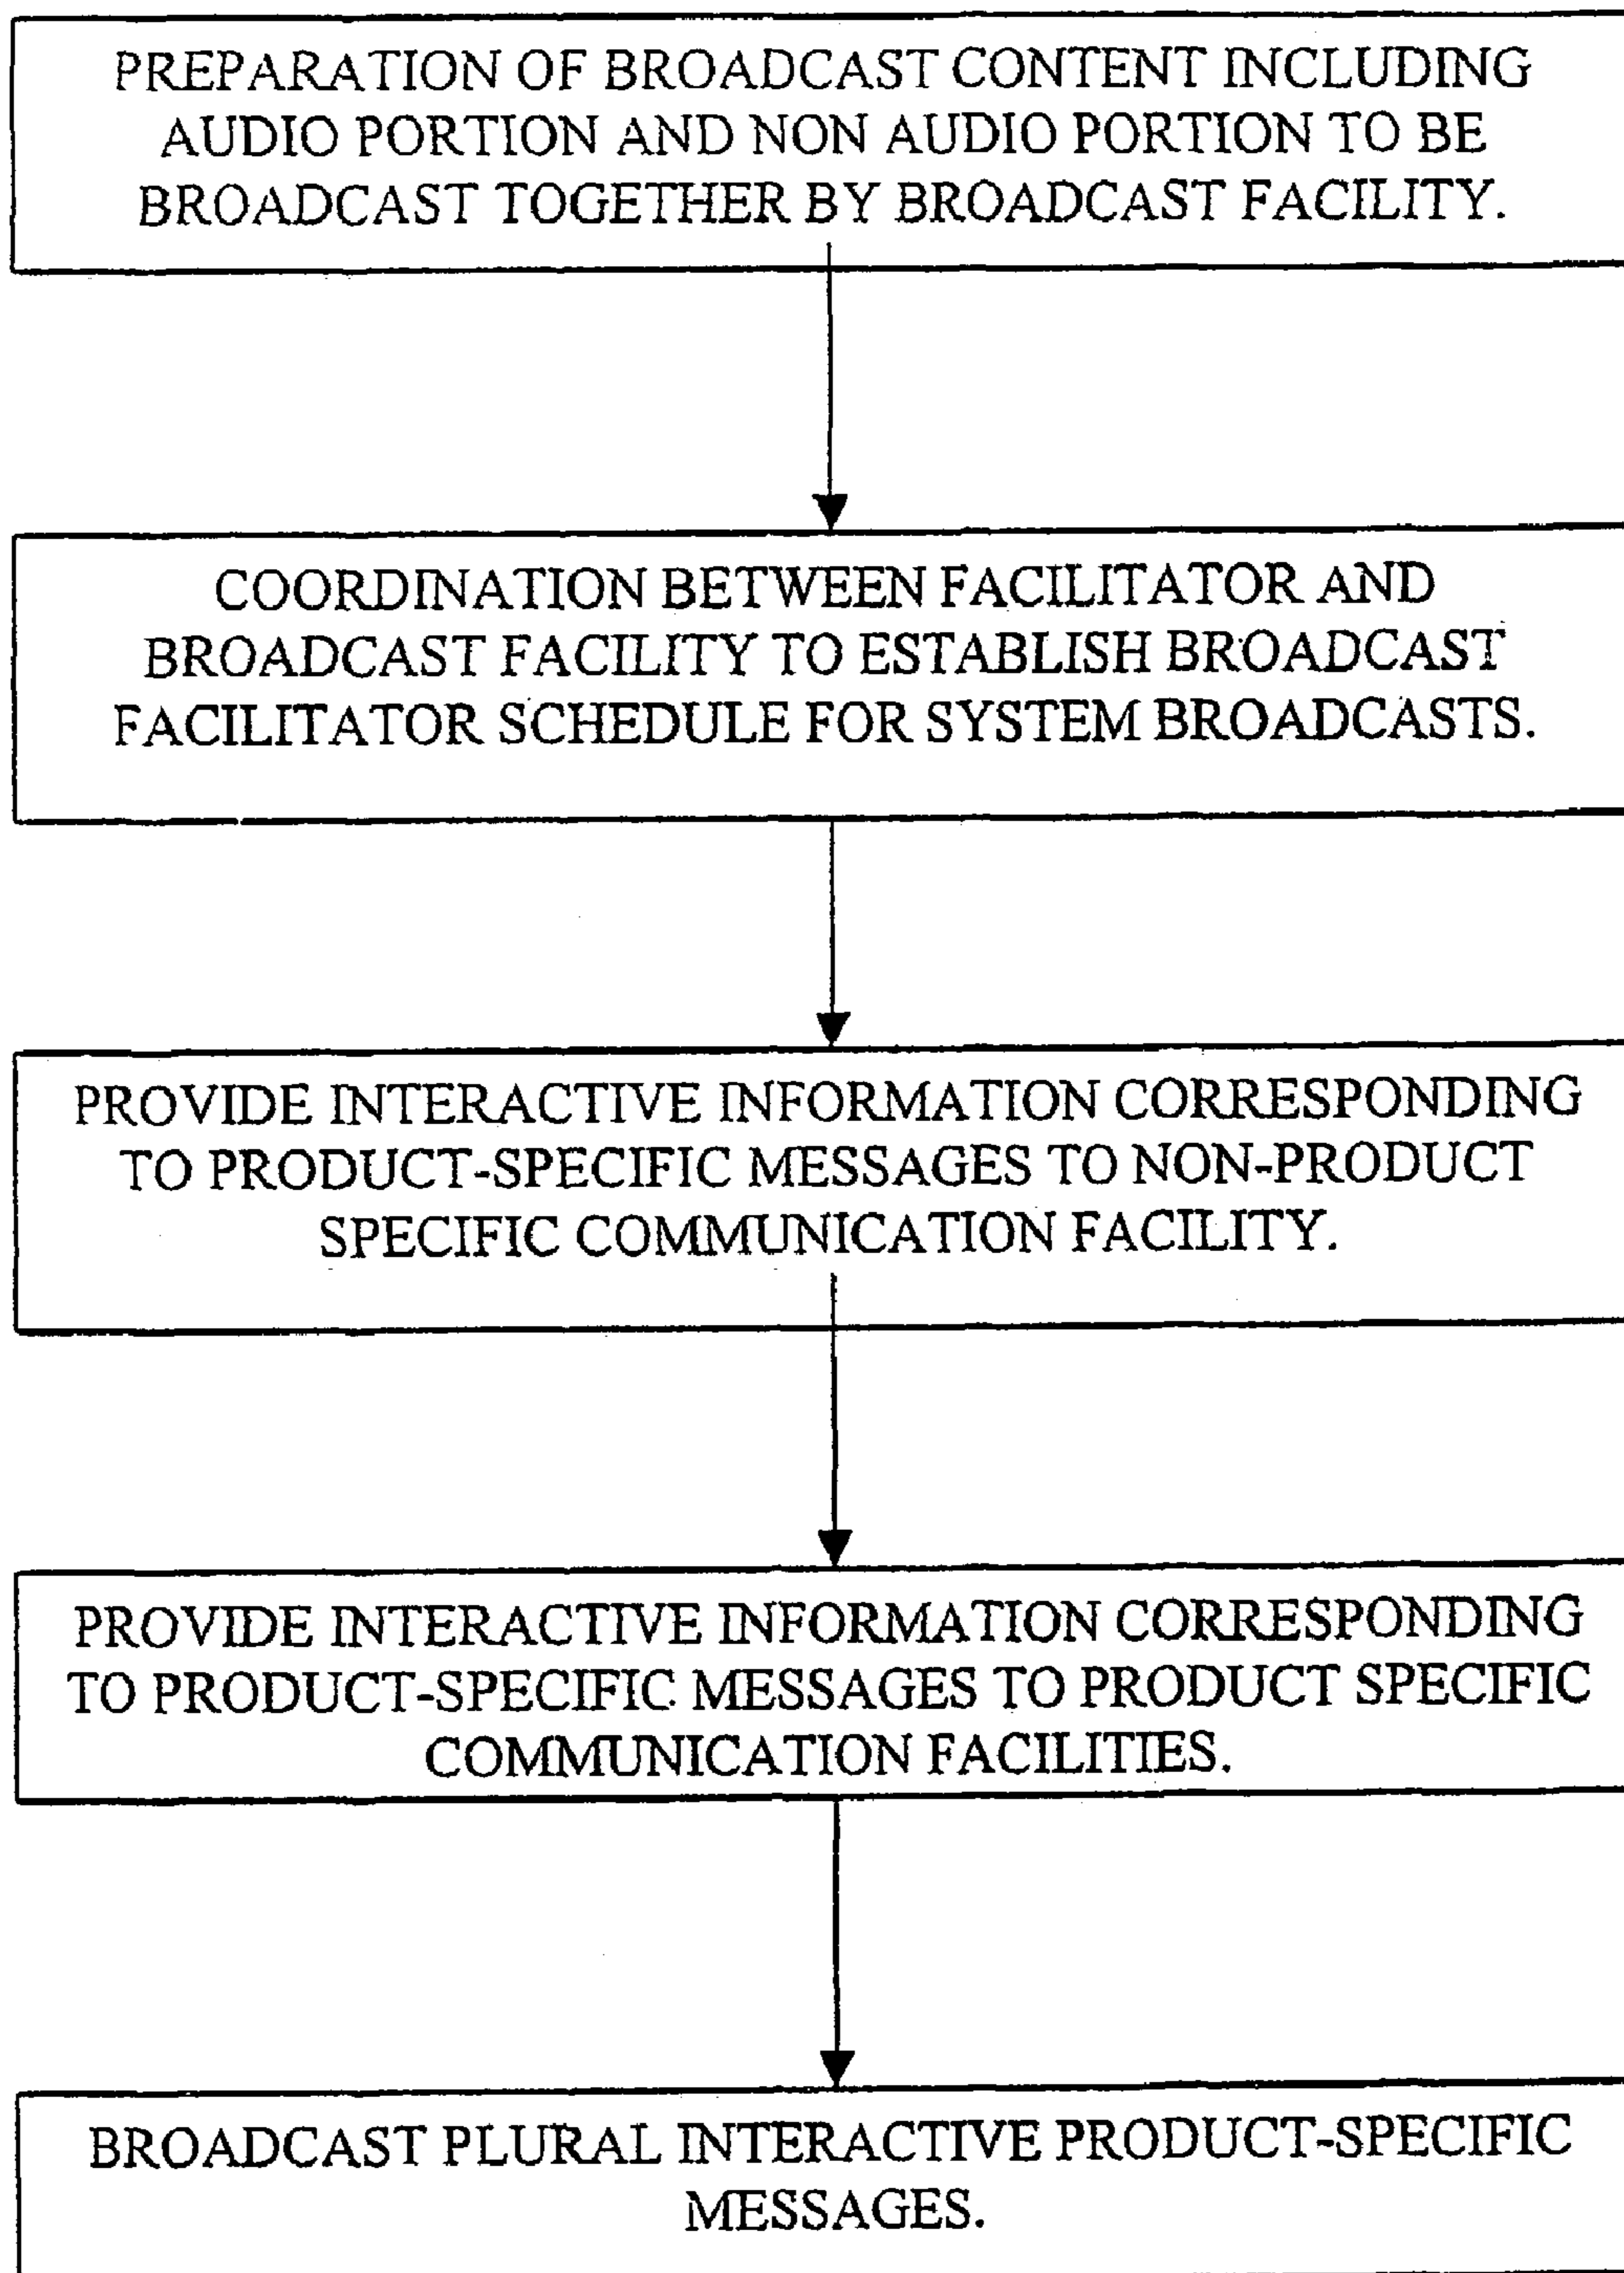 PREPARATION OF BROADCAST CONTENT INCLUDING
AUDIO PORTION AND NON AUDIO PORTION TO BE
BROADCAST TOGETHER BY BROADCAST FACILITY.
COORDINATION BETWEEN FACILITATOR AND
BROADCAST FACILITY TO ESTABLISH BROADCAST
FACILITATOR SCHEDULE FOR SYSTEM BROADCASTS.
PROVIDE INTERACTIVE INFORMATION CORRESPONDING
TO PRODUCT-SPECIFIC MESSAGES TO NON-PRODUCT
SPECIFIC COMMUNICATION FACILITY.
PROVIDE INTERACTIVE INFORMATION CORRESPONDING
TO PRODUCT-SPECIFIC MESSAGES TO PRODUCT SPECIFIC
COMMUNICATION FACILITIES.
BROADCAST PLURAL INTERACTIVE PRODUCT-SPECIFIC
MESSAGES.